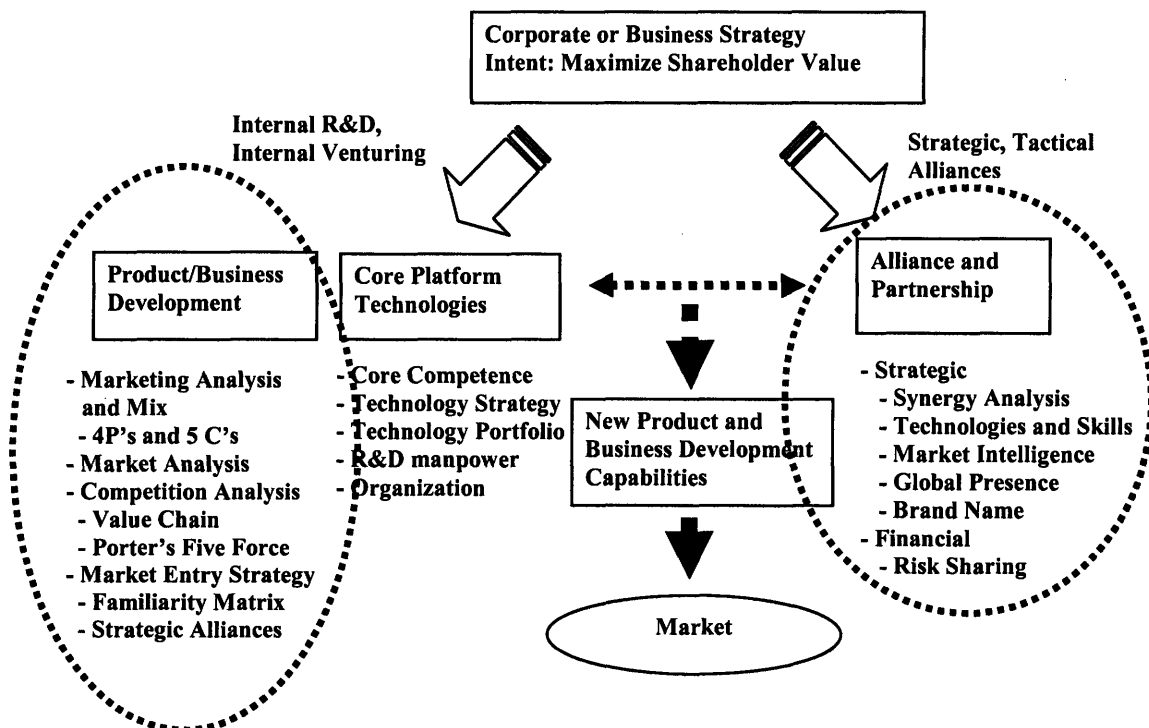 Corporate or Business Strategy
Intent: Maximize Shareholder Value
Internal R&D,
Internal Venturing
Strategic, Tactical
Alliances
Product/Business
Development
Core Platform
Technologies
Alliance and
Partnership
- Marketing Analysis
and Mix
- 4P's and 5 C's
- Market Analysis
- Competition Analysis
- Value Chain
- Porter's Five Force
- Market Entry Strategy
- Familiarity Matrix
- Strategic Alliances
- Core Competence
- Technology Strategy
- Technology Portfolio
- R&D manpower
- Organization
New Product and
Business Development
Capabilities
- Strategic
- Synergy Analysis
- Technologies and Skills
- Market Intelligence
- Global Presence
- Brand Name
- Financial
- Risk Sharing
Market